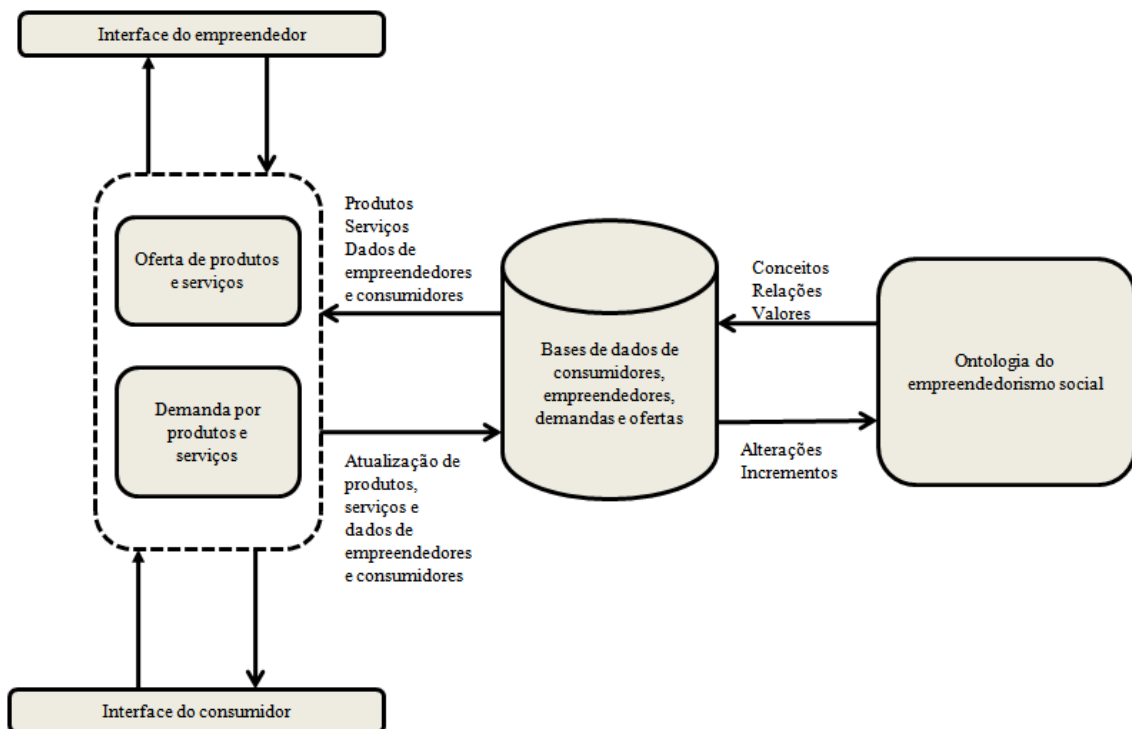 Interface do empreendedor
Oferta de produtos
e serviços
Demanda por
produtos e
serviços
Produtos
Serviços
Dados de
empreendedores
e consumidores
Atualização de
produtos,
serviços e
dados de
empreendedores
e consumidores
Bases de dados de
consumidores,
empreendedores,
demandas e ofertas
Conceitos
Relações
Valores
Alterações
Incrementos
Ontologia do
empreendedorismo social
Interface do consumidor